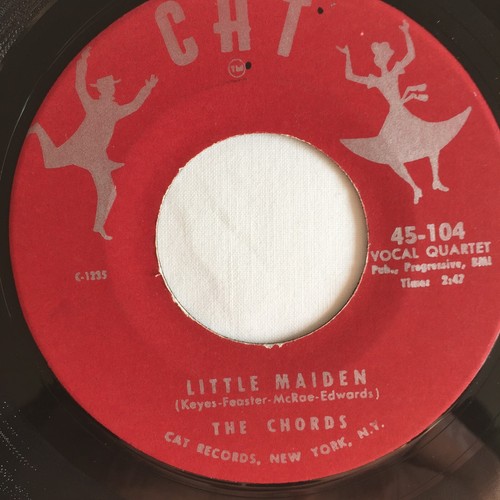 CAT
TM
45-104
VOCAL QUARTET
Pub., Progressive, BMI
Time: 2:47
C-1235
LITTLE MAIDEN
(Keyes-Feaster-McRae-Edwards)
THE CHORDS
CAT RECORDS, NEW YORK, N.Y.